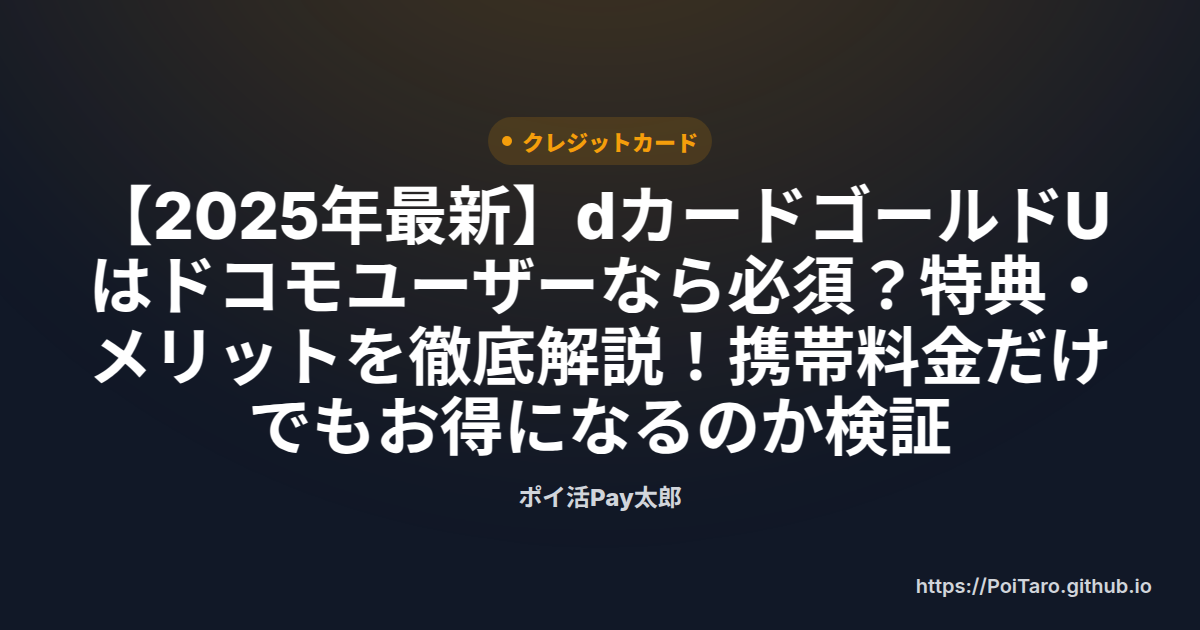 クレジットカード
【2025年最新】dカードゴールドU
はドコモユーザーなら必須？特典・
メリットを徹底解説！携帯料金だけ
でもお得になるのか検証
ポイ活Pay太郎
https://PoiTaro.github.io